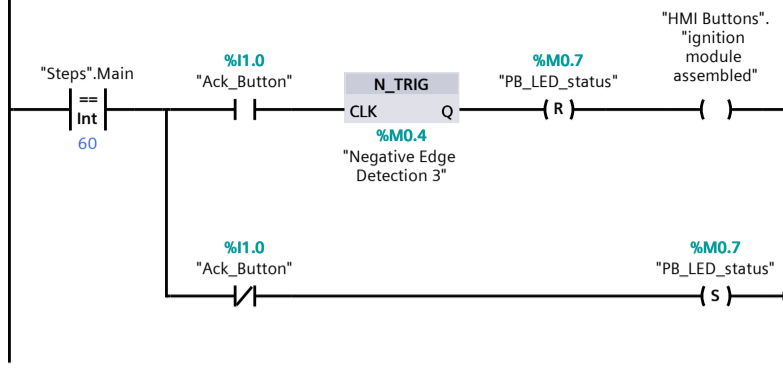 "HMI Buttons".
"ignition
module
assembled"
%I1.0
%M0.7
"Steps".Main
"Ack_Button"
"PB_LED_status"
N_TRIG
==
Int
CLK
Q
R
60
%M0.4
"Negative Edge
Detection 3"
%I1.0
%M0.7
"Ack_Button"
"PB_LED_status"
S